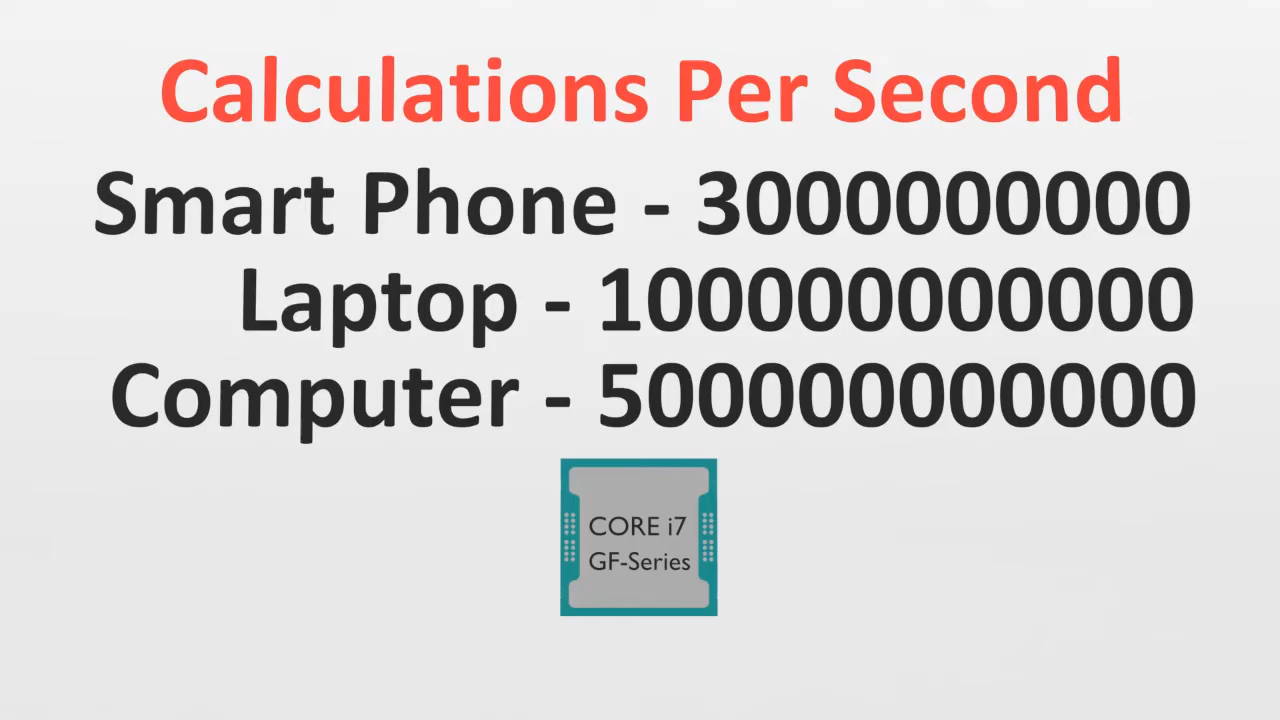 Calculations Per Second
Smart Phone - 3000000000
Laptop - 100000000000
Computer - 500000000000
CORE i7
GF-Series